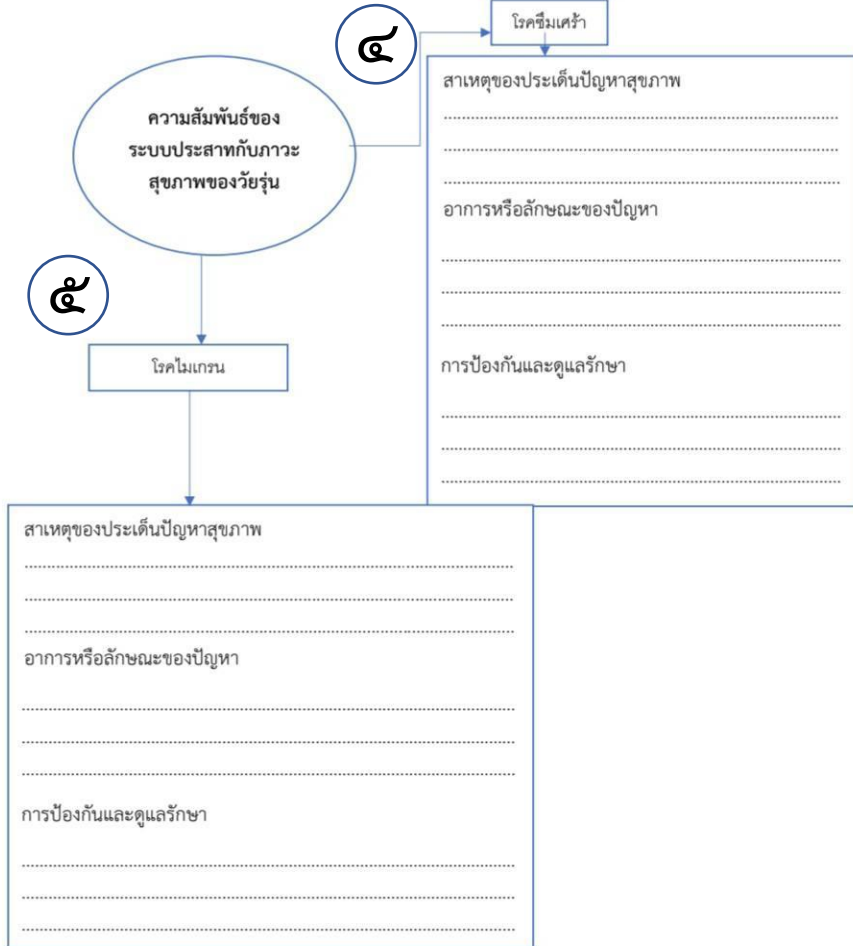 ๔
โรคซึมเศร้า
ความสัมพันธ์ของ
ระบบประสาทกับภาวะ
สุขภาพของวัยรุ่น
สาเหตุของประเด็นปัญหาสุขภาพ
อาการหรือลักษณะของปัญหา
การป้องกันและดูแลรักษา
๕
โรคไมเกรน
สาเหตุของประเด็นปัญหาสุขภาพ
อาการหรือลักษณะของปัญหา
การป้องกันและดูแลรักษา